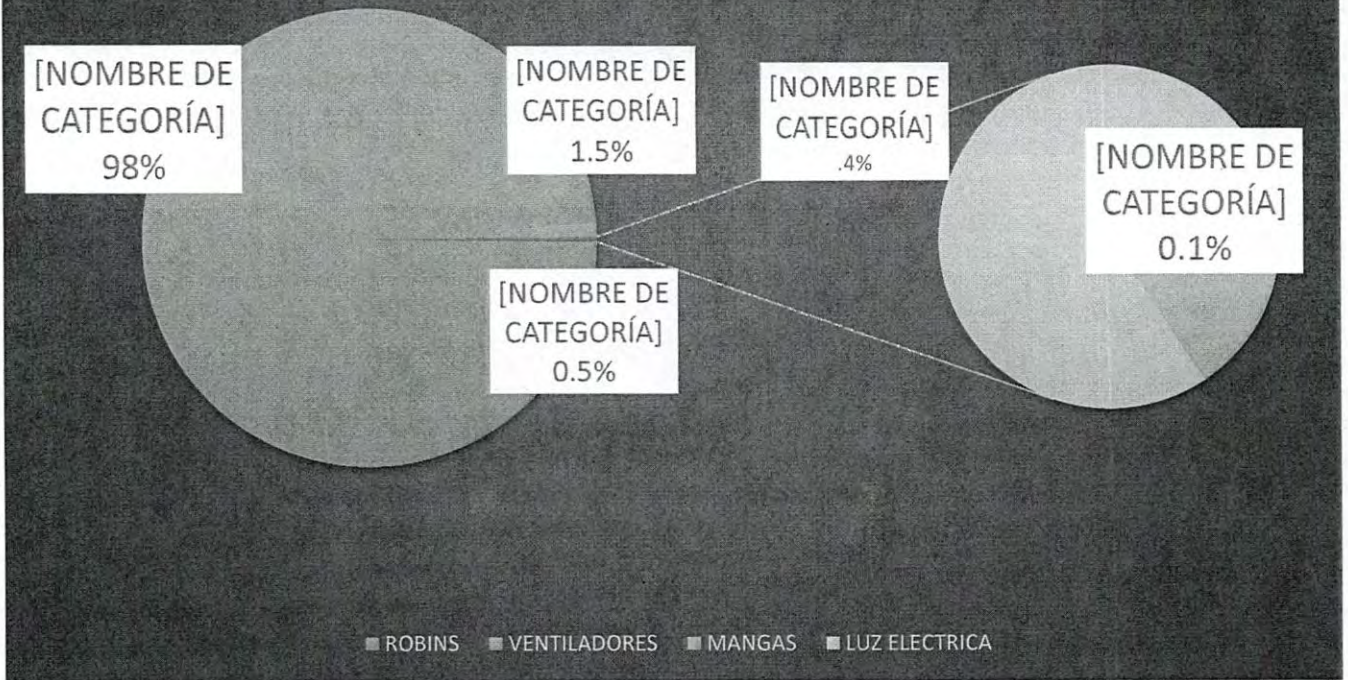 [NOMBRE DE
CATEGORÍA]
98%
[NOMBRE DE
CATEGORÍA]
1.5%
[NOMBRE DE
CATEGORÍA]
.4%
[NOMBRE DE
CATEGORÍA]
0.1%
[NOMBRE DE
CATEGORÍA]
0.5%
ROBINS VENTILADORES MANGAS LUZ ELECTRICA